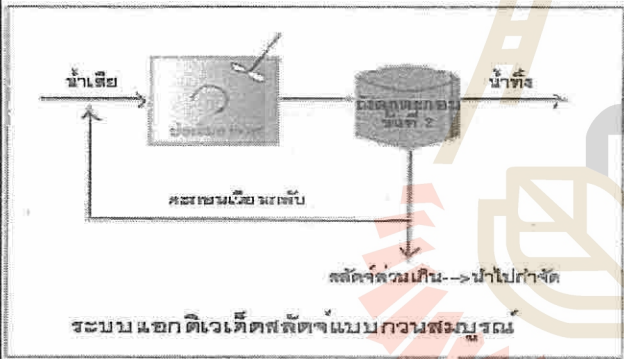 น้ำเสีย
น้ำทิ้ง
ถังตกตะกอน
ขั้นที่ 2
ตะกอนเวียนกลับ
สลัดจ์ส่วนเกิน-->นำไปกำจัด
ระบบแอกติเวเต็ดสลัดจ์แบบกวนสมบูรณ์